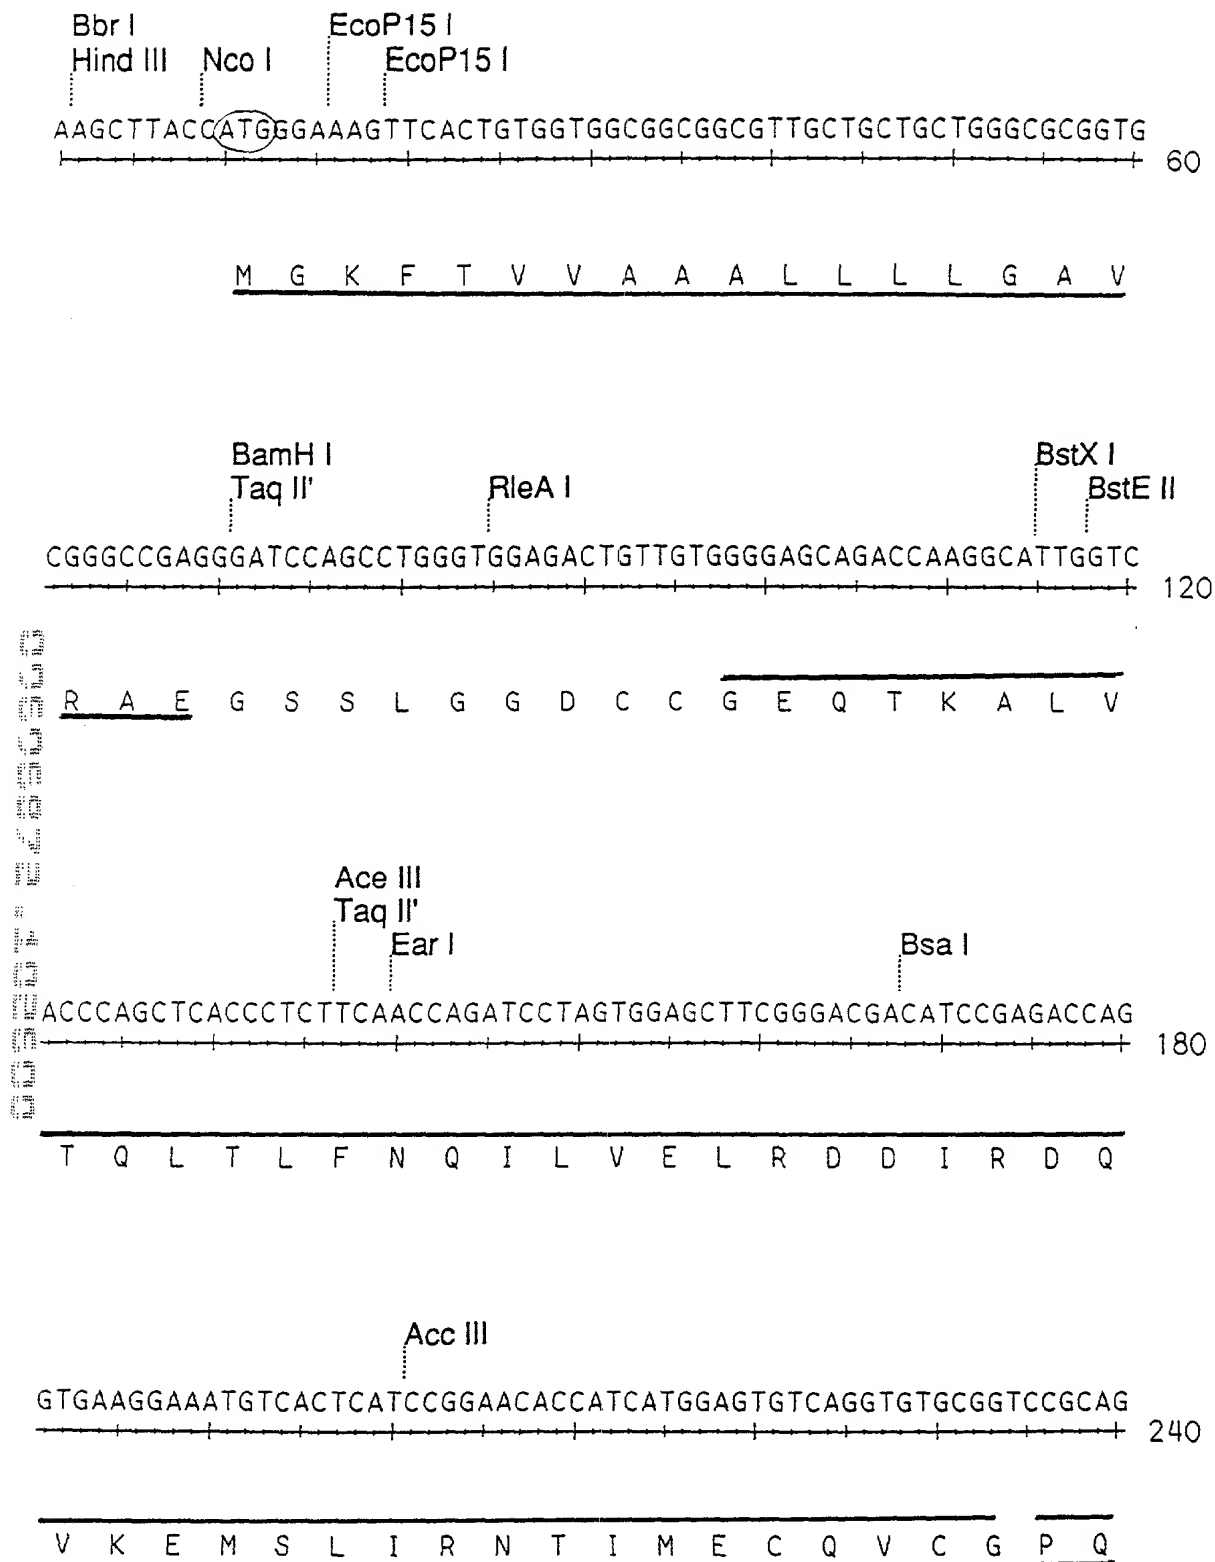 Bbr I EcoP15 I
Hind III Nco I EcoP15 I
AAGCTTACCATGGGAAAGTTCACTGTGGTGGCGGCGGCGTTGCTGCTGCTGGGCGCGGTG
60
M G K F T V V A A A L L L L G A V
BamH I BstX I
Taq II' RleA I BstE II
CGGGCCGAGGGATCCAGCCTGGGTGGAGACTGTTGTGGGGAGCAGACCAAGGCATTGGTC
120
R A E G S S L G G D C C G E Q T K A L V
Ace III
Taq II'
Ear I Bsa I
ACCCAGCTCACCCTCTTCAACCAGATCCTAGTGGAGCTTCGGGACGACATCCGAGACCAG
180
T Q L T L F N Q I L V E L R D D I R D Q
Acc III
GTGAAGGAAATGTCACTCATCCGGAACACCATCATGGAGTGTCAGGTGTGCGGTCCGCAG
240
V K E M S L I R N T I M E C Q V C G P Q